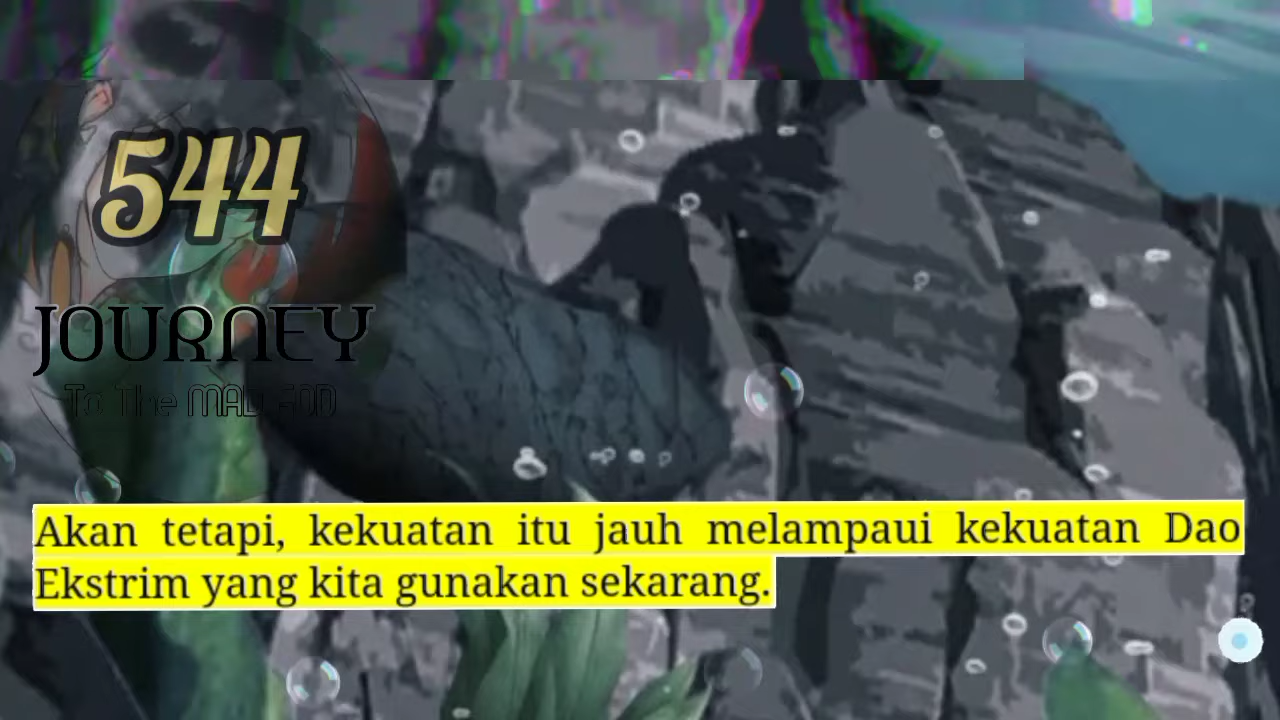 544
JOURNEY
To The MAD GOD
Akan tetapi, kekuatan itu jauh melampaui kekuatan Dao
Ekstrim yang kita gunakan sekarang.